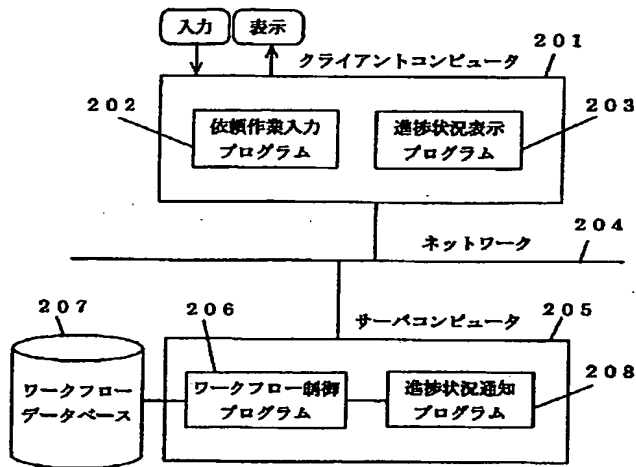 入力
表示
クライアントコンピュータ
201
202
依頼作業入力
プログラム
進捗状況表示
プログラム
203
ネットワーク
204
207
206
サーバコンピュータ
205
ワークフロー
データベース
ワークフロー制御
プログラム
進捗状況通知
プログラム
208